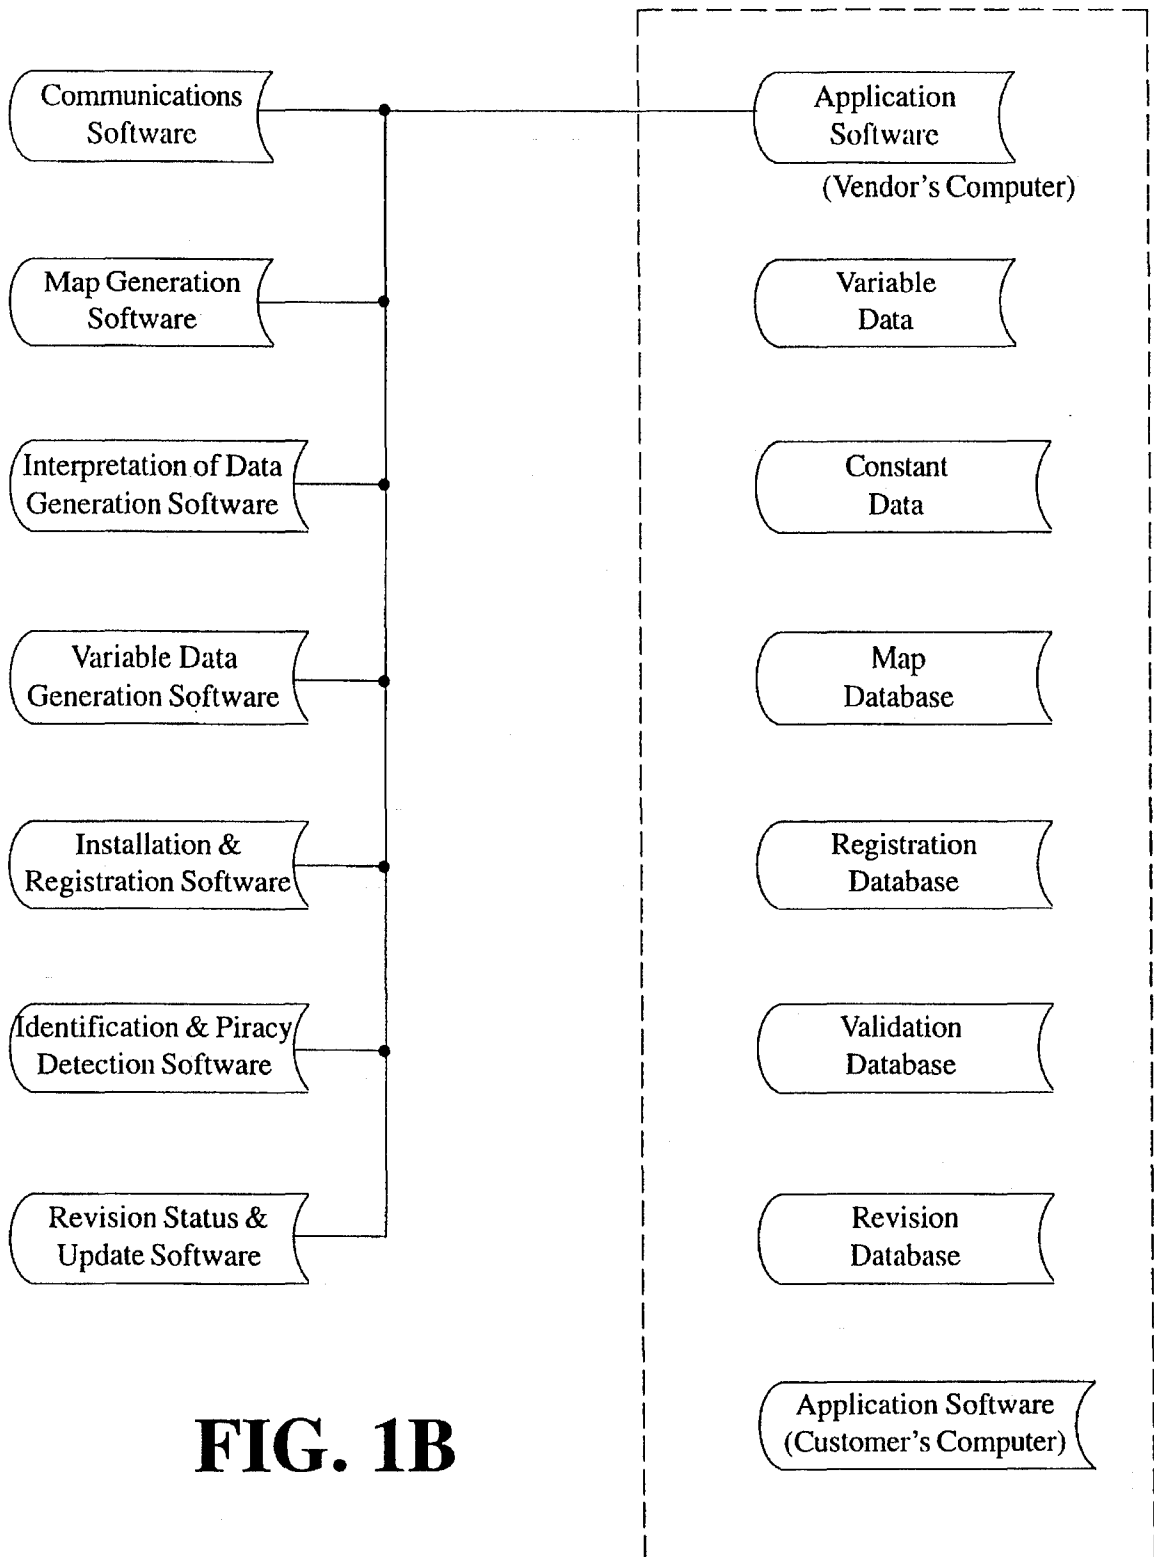 Communications
Software
Application
Software
(Vendor's Computer)
Map Generation
Software
Variable
Data
Interpretation of Data
Generation Software
Constant
Data
Variable Data
Generation Software
Map
Database
Installation &
Registration Software
Registration
Database
Identification & Piracy
Detection Software
Validation
Database
Revision Status &
Update Software
Revision
Database
Application Software
(Customer's Computer)
FIG. 1B